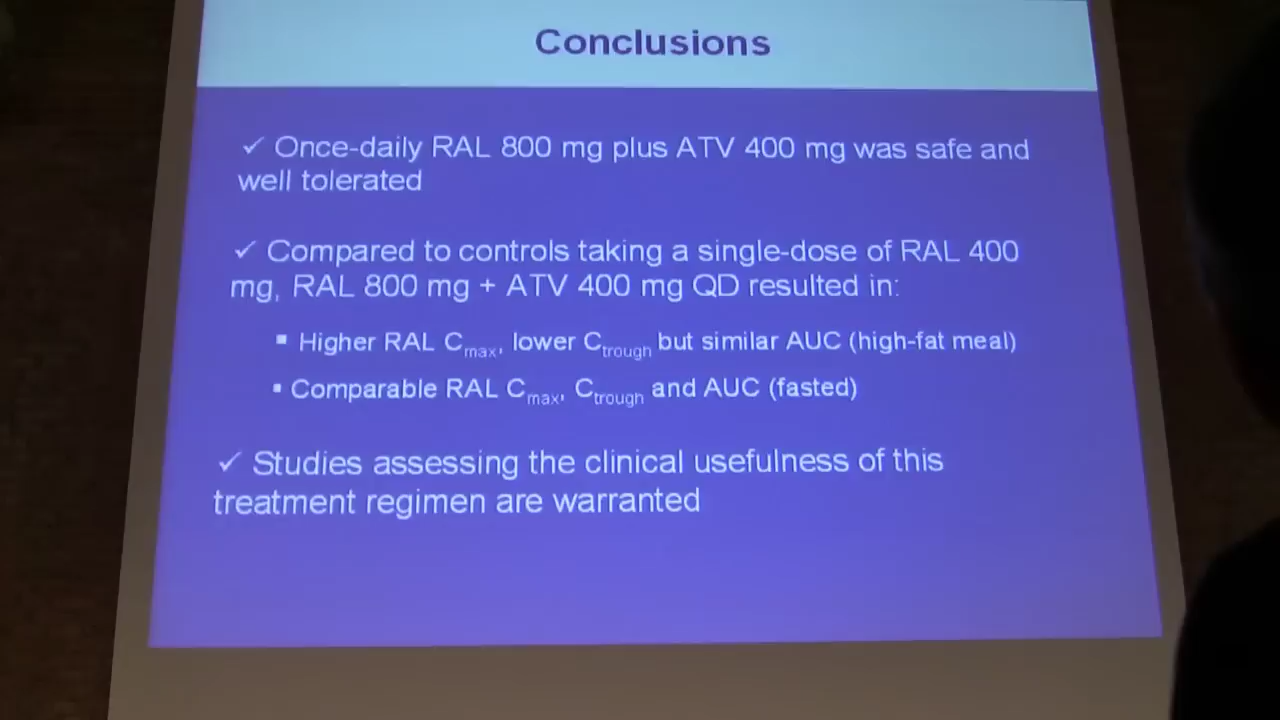 Conclusions
✓ Once-daily RAL 800 mg plus ATV 400 mg was safe and
well tolerated
✓ Compared to controls taking a single-dose of RAL 400
mg, RAL 800 mg + ATV 400 mg QD resulted in:
▪ Higher RAL Cmax, lower Ctrough but similar AUC (high-fat meal)
▪ Comparable RAL Cmax, Ctrough and AUC (fasted)
✓ Studies assessing the clinical usefulness of this
treatment regimen are warranted